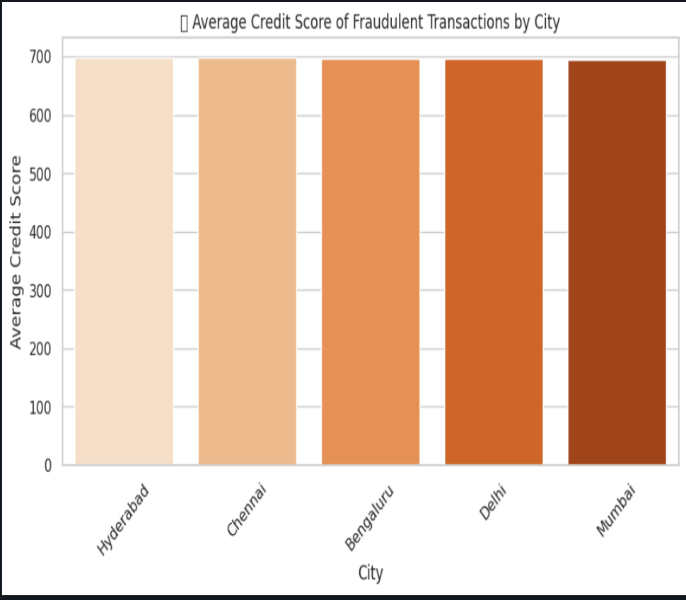 Average Credit Score of Fraudulent Transactions by City
Average Credit Score
700
600
500
400
300
200
100
0
Hyderabad
Chennai
Bengaluru
Delhi
Mumbai
City